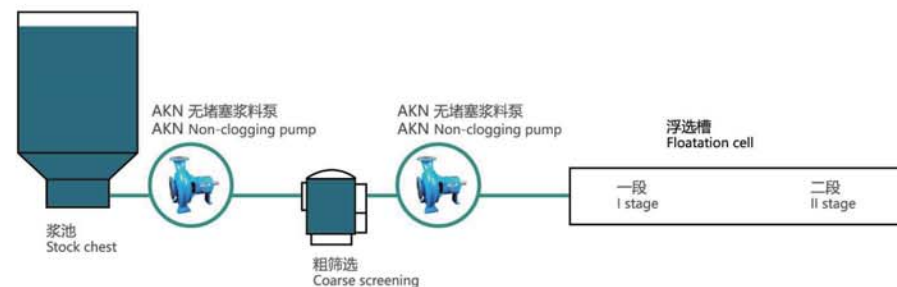 AKN 无堵塞浆料泵
AKN Non-clogging pump
AKN 无堵塞浆料泵
AKN Non-clogging pump
浮选槽
Floatation cell
一段
I stage
二段
II stage
浆池
Stock chest
粗筛选
Coarse screening